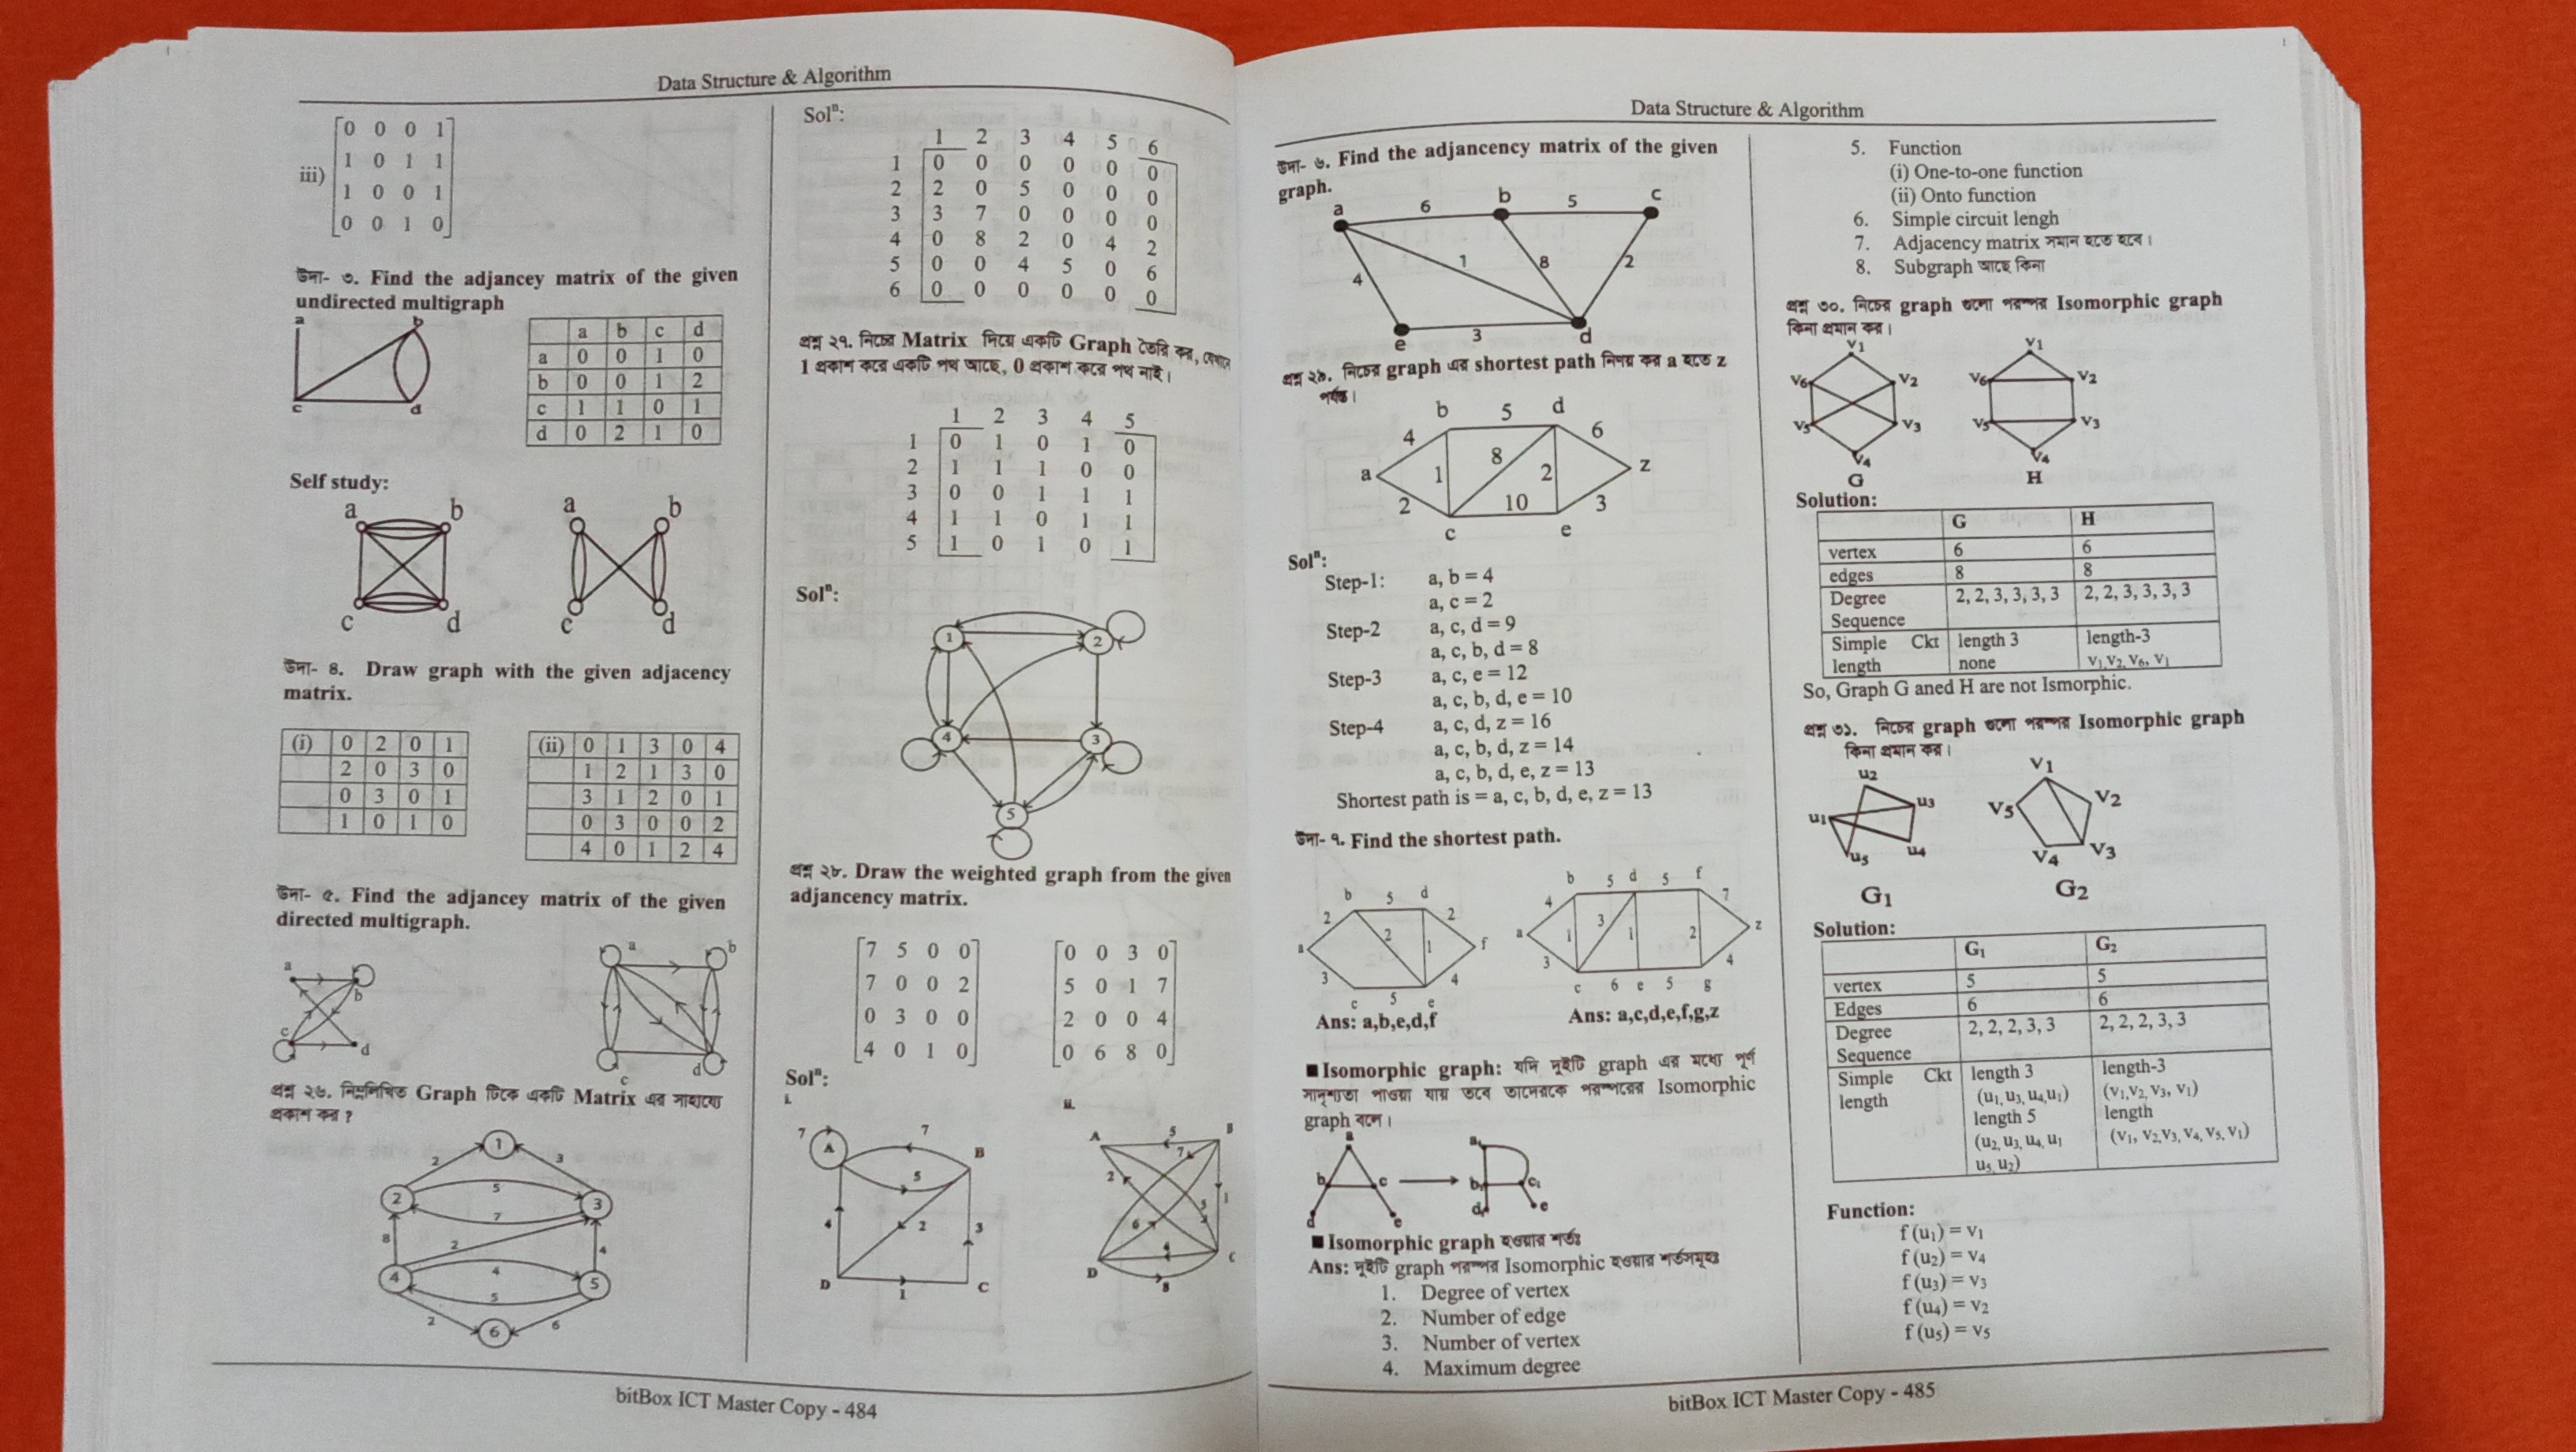 Data Structure & Algorithm
iii)
0 0 0 1
1 0 1 1
1 0 0 1
0 0 1 0
উদা- ৩. Find the adjancey matrix of the given
undirected multigraph
a b
c d
a b c d
a 0 0 1 0
b 0 0 1 2
c 1 1 0 1
d 0 2 1 0
Self study:
a b a b
c d c d
উদা- ৪. Draw graph with the given adjacency
matrix.
(i) 0 2 0 1
2 0 3 0
0 3 0 1
1 0 1 0
(ii) 0 1 3 0 4
1 2 1 3 0
3 1 2 0 1
0 3 0 0 2
4 0 1 2 4
উদা- ৫. Find the adjancey matrix of the given
directed multigraph.
a b
c d
a b
c d
প্রশ্ন ২৬. নিম্নলিখিত Graph টিকে একটি Matrix এর সাহায্যে
প্রকাশ কর ?
1
2 3
2 5 3
7
8 2 4
4 4 5
5
2 6 6
Solⁿ:
1 2 3 4 5 6
1 0 0 0 0 0 0
2 2 0 5 0 0 0
3 3 7 0 0 0 0
4 0 8 2 0 4 2
5 0 0 4 5 0 6
6 0 0 0 0 0 0
প্রশ্ন ২৭. নিচের Matrix দিয়ে একটি Graph তৈরি কর, যেখানে
1 প্রকাশ করে একটি পথ আছে, 0 প্রকাশ করে পথ নাই।
1 2 3 4 5
1 0 1 0 1 0
2 1 1 1 0 0
3 0 0 1 1 1
4 1 1 0 1 1
5 1 0 1 0 1
Solⁿ:
1 2
4 3
5
প্রশ্ন ২৮. Draw the weighted graph from the given
adjancency matrix.
7 5 0 0
7 0 0 2
0 3 0 0
4 0 1 0
0 0 3 0
5 0 1 7
2 0 0 4
0 6 8 0
Solⁿ:
i. ii.
7 A 7 B
5
4 2 3
D 1 C
A 5 B
7
2 3 1
6
4 C
D 8
bitBox ICT Master Copy - 484
Data Structure & Algorithm
উদা- ৬. Find the adjancency matrix of the given
graph.
a 6 b 5 c
4 1 8 2
e 3 d
প্রশ্ন ২৯. নিচের graph এর shortest path নির্ণয় কর a হতে z
পর্যন্ত।
b 5 d
4 8 6
a 1 2 z
2 10 3
c e
Solⁿ:
Step-1: a, b = 4
a, c = 2
Step-2 a, c, d = 9
a, c, b, d = 8
Step-3 a, c, e = 12
a, c, b, d, e = 10
Step-4 a, c, d, z = 16
a, c, b, d, z = 14
a, c, b, d, e, z = 13
Shortest path is = a, c, b, d, e, z = 13
উদা- ৭. Find the shortest path.
b 5 d
2 2
a 2 1 f
3 4
c 5 e
b 5 d 5 f
4 7
a 1 3 1 2 z
3 4
c 6 e 5 g
Ans: a,b,e,d,f
Ans: a,c,d,e,f,g,z
■ Isomorphic graph: যদি দুইটি graph এর মধ্যে পূর্ণ
সাদৃশ্যতা পাওয়া যায় তবে তাদেরকে পরস্পরের Isomorphic
graph বলে।
a
b c
d e
a₁
b₁ c₁
d₁ e
■ Isomorphic graph হওয়ার শর্তঃ
Ans: দুইটি graph পরস্পর Isomorphic হওয়ার শর্তসমূহঃ
1. Degree of vertex
2. Number of edge
3. Number of vertex
4. Maximum degree
5. Function
(i) One-to-one function
(ii) Onto function
6. Simple circuit lengh
7. Adjacency matrix সমান হতে হবে।
8. Subgraph আছে কিনা
প্রশ্ন ৩০. নিচের graph গুলো পরস্পর Isomorphic graph
কিনা প্রমান কর।
v₁ v₁
v₆ v₂ v₆ v₂
v₅ v₃ v₅ v₃
v₄ v₄
G H
Solution:
G H
vertex 6 6
edges 8 8
Degree 2, 2, 3, 3, 3, 3 2, 2, 3, 3, 3, 3
Sequence
Simple Ckt length 3 length-3
length none v₁,v₂, v₆, v₁
So, Graph G aned H are not Ismorphic.
প্রশ্ন ৩১. নিচের graph গুলো পরস্পর Isomorphic graph
কিনা প্রমান কর।
u₂ u₃
u₁
u₅ u₄
G₁
v₁
v₅ v₂
v₄ v₃
G2
Solution:
G₁ G₂
vertex 5 5
Edges 6 6
Degree 2, 2, 2, 3, 3 2, 2, 2, 3, 3
Sequence
Simple Ckt length 3 length-3
length (u₁, u₃, u₄,u₁) (v₁,v₂, v₃, v₁)
length 5 length
(u₂, u₃, u₄, u₁ (v₁, v₂,v₃, v₄, v₅, v₁)
u₅, u₂)
Function:
f (u₁) = v₁
f (u₂) = v₄
f (u₃) = v₃
f (u₄) = v₂
f (u₅) = v₅
bitBox ICT Master Copy - 485